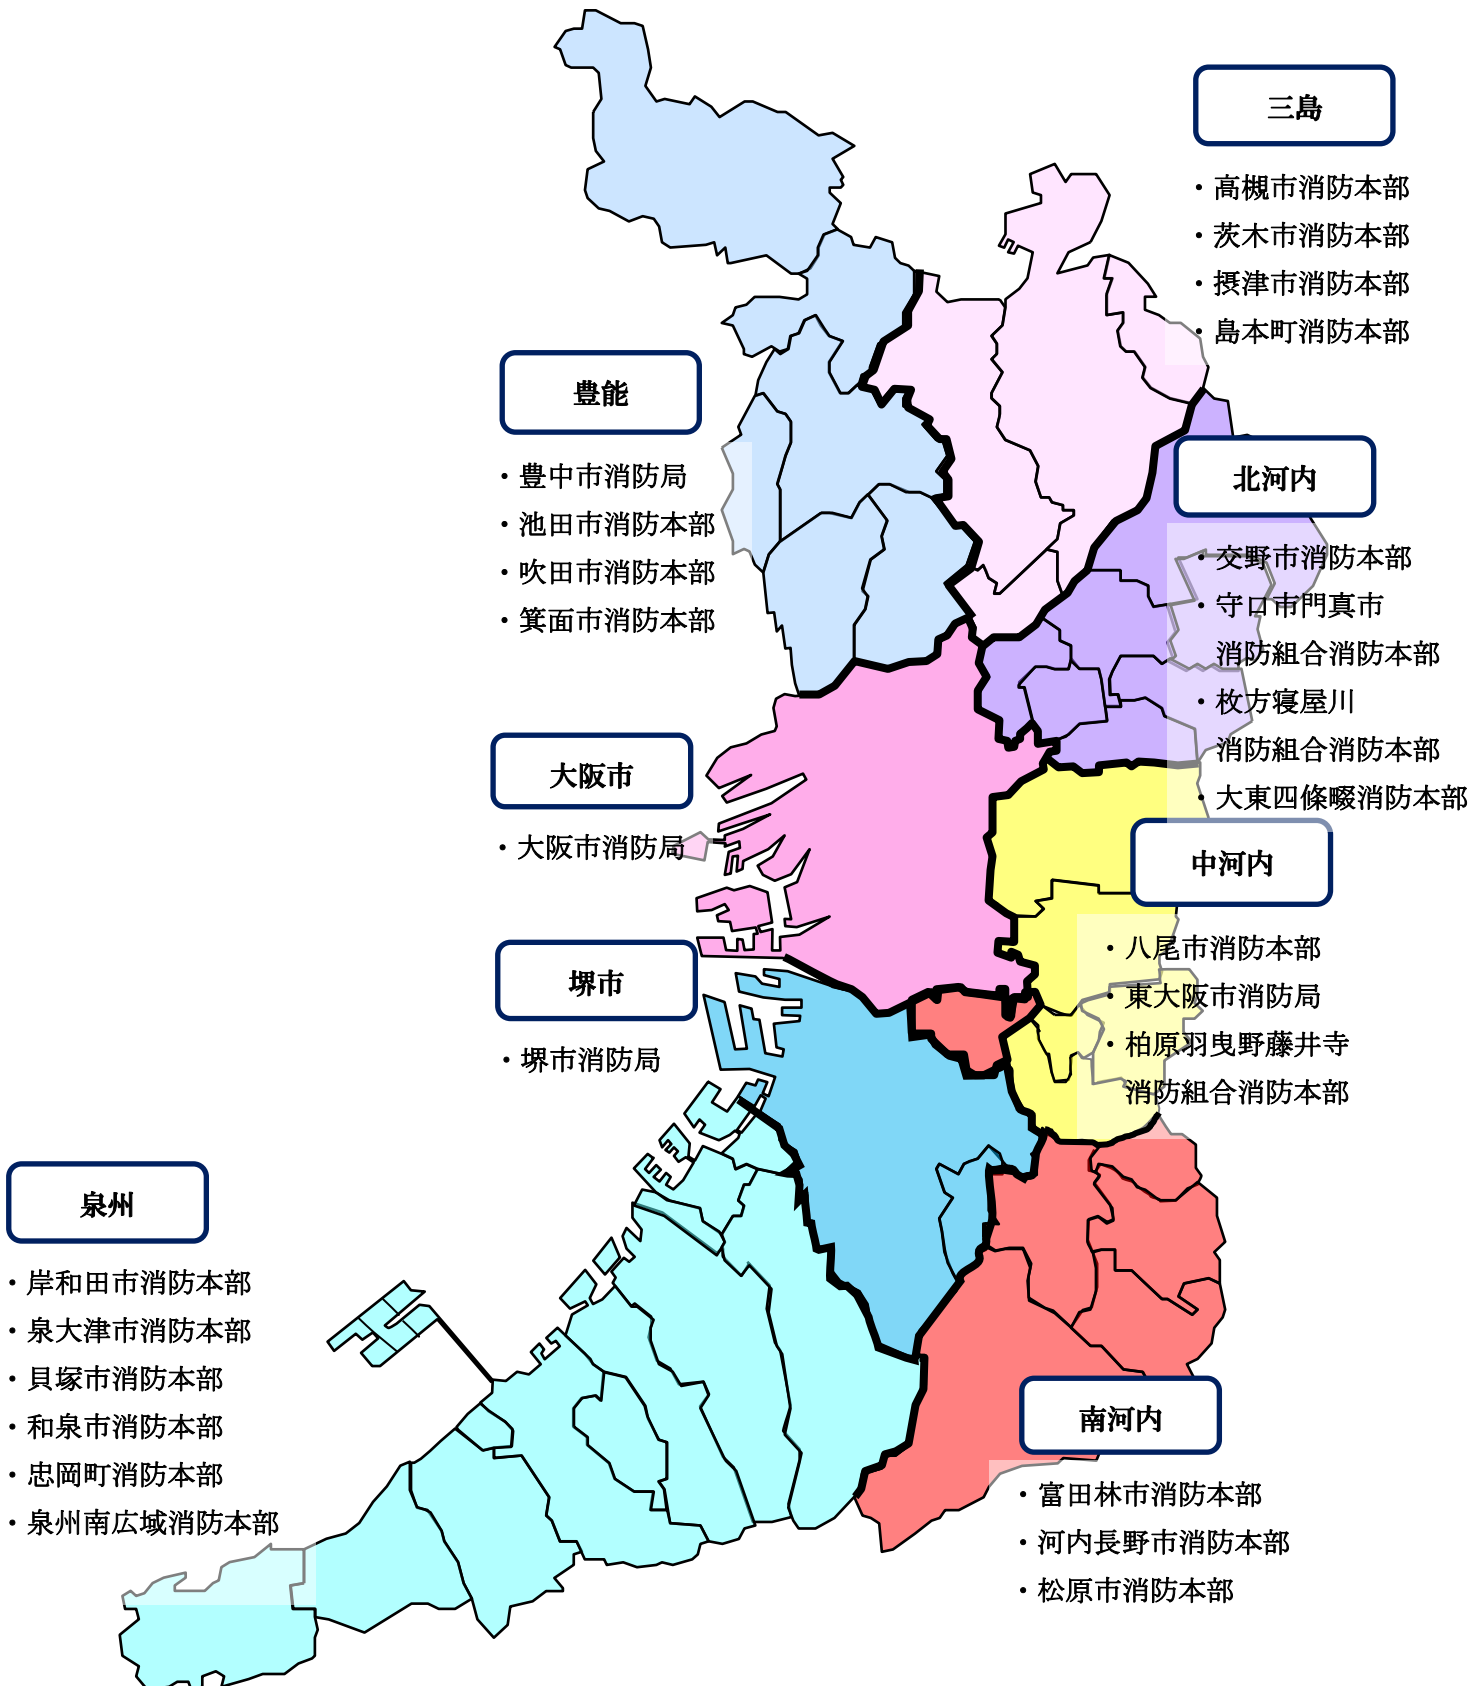 三島
・高槻市消防本部
・茨木市消防本部
・摂津市消防本部
・島本町消防本部
豊能
・豊中市消防局
・池田市消防本部
・吹田市消防本部
・箕面市消防本部
北河内
・交野市消防本部
・守口市門真市
消防組合消防本部
・枚方寝屋川
消防組合消防本部
・大東四條畷消防本部
大阪市
・大阪市消防局
中河内
・八尾市消防本部
・東大阪市消防局
・柏原羽曳野藤井寺
消防組合消防本部
堺市
・堺市消防局
泉州
・岸和田市消防本部
・泉大津市消防本部
・貝塚市消防本部
・和泉市消防本部
・忠岡町消防本部
・泉州南広域消防本部
南河内
・富田林市消防本部
・河内長野市消防本部
・松原市消防本部